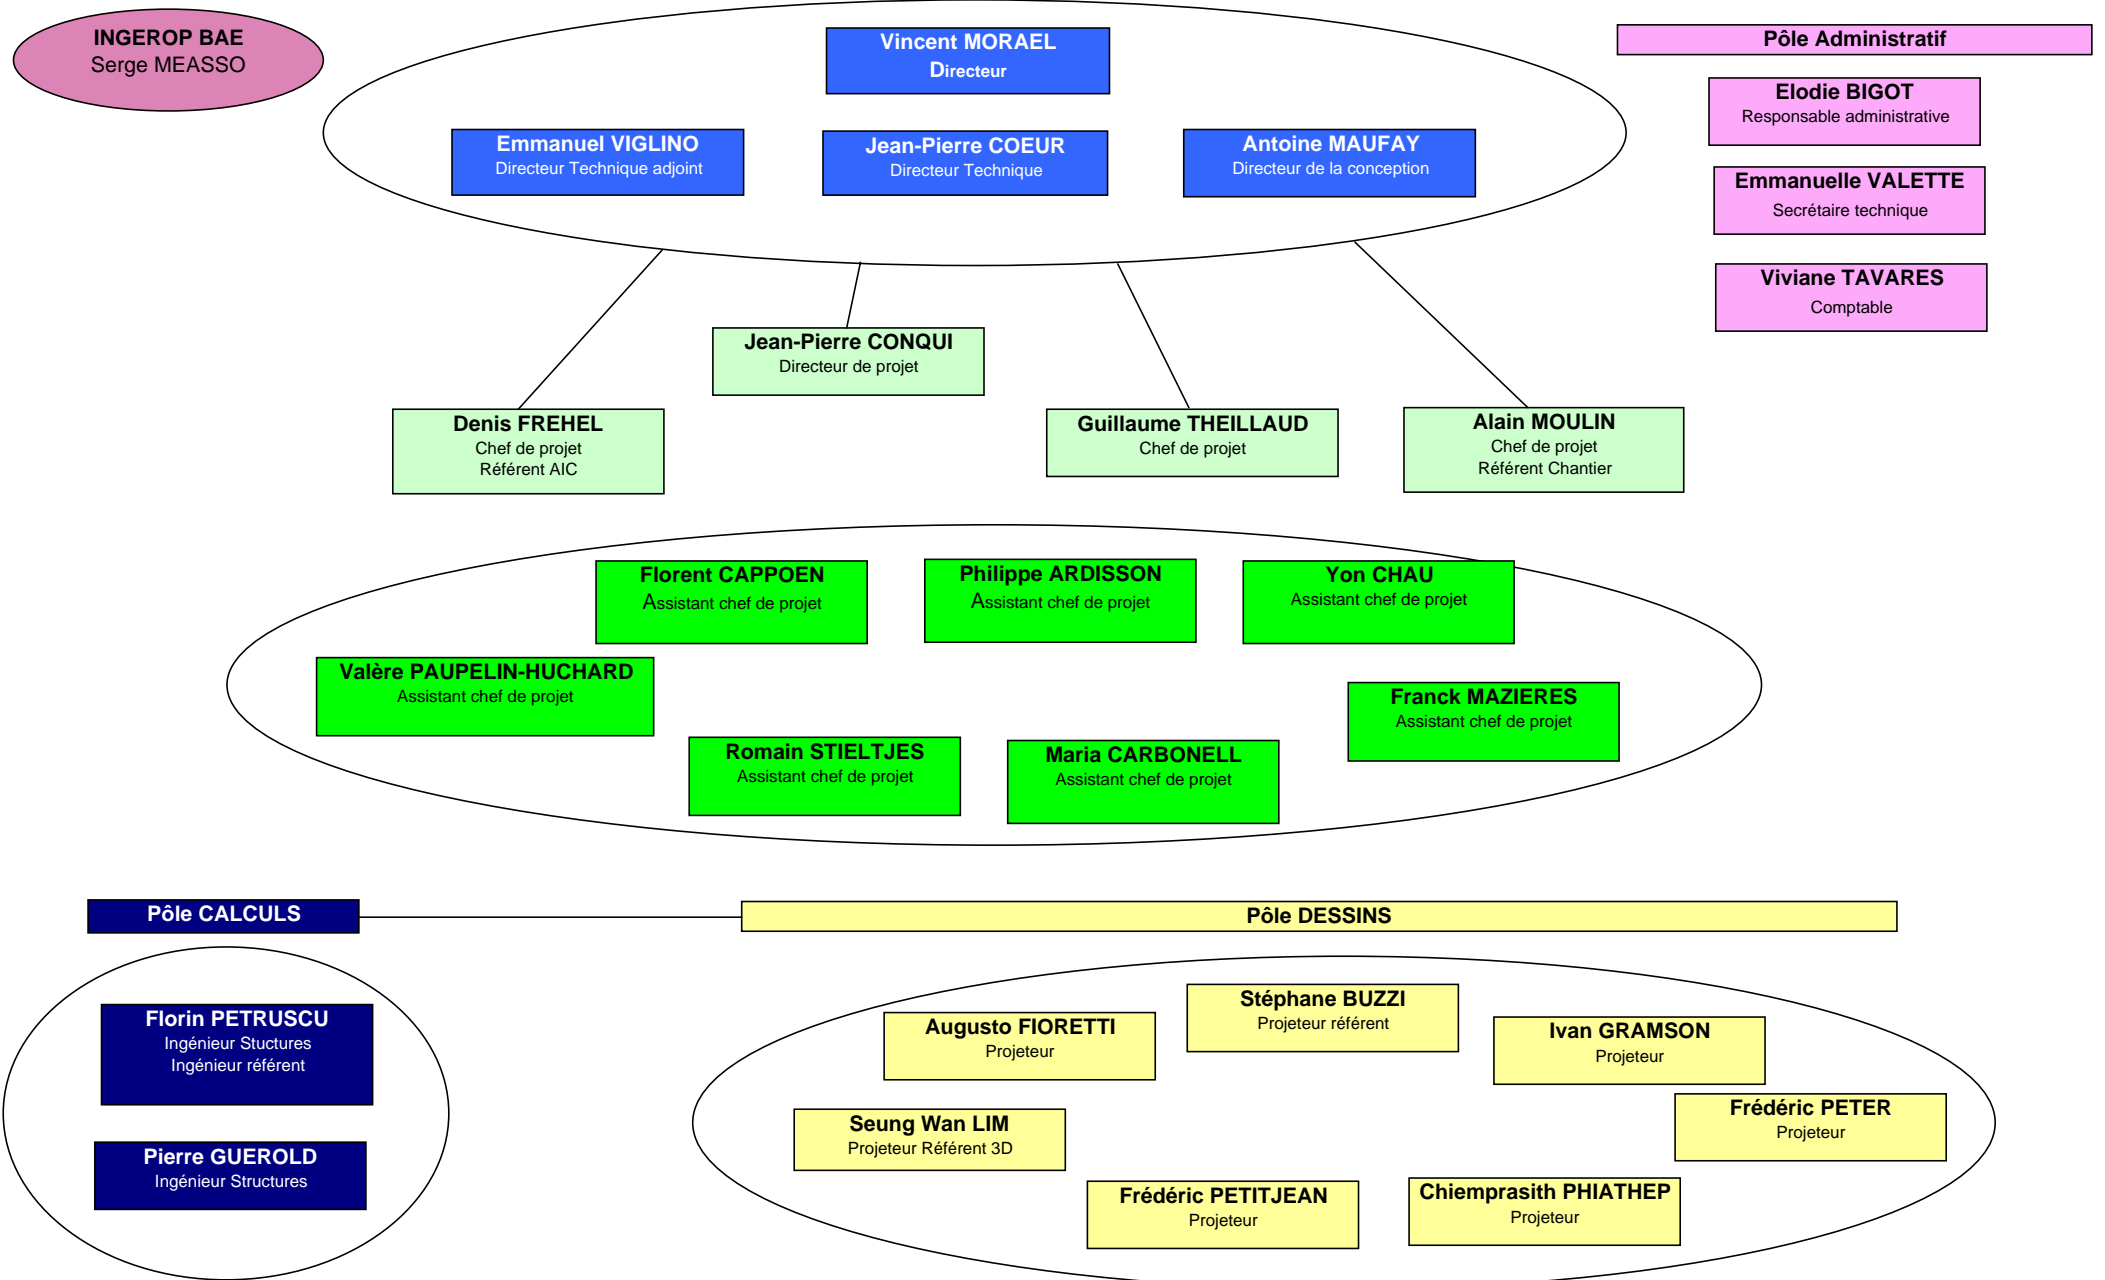 INGEROP BAE
Serge MEASSO
Vincent MORAEL
Directeur
Emmanuel VIGLINO
Directeur Technique adjoint
Jean-Pierre COEUR
Directeur Technique
Antoine MAUFAY
Directeur de la conception
Pôle Administratif
Elodie BIGOT
Responsable administrative
Emmanuelle VALETTE
Secrétaire technique
Viviane TAVARES
Comptable
Jean-Pierre CONQUI
Directeur de projet
Denis FREHEL
Chef de projet
Référent AIC
Guillaume THEILLAUD
Chef de projet
Alain MOULIN
Chef de projet
Référent Chantier
Florent CAPPOEN
Assistant chef de projet
Philippe ARDISSON
Assistant chef de projet
Yon CHAU
Assistant chef de projet
Valère PAUPELIN-HUCHARD
Assistant chef de projet
Franck MAZIERES
Assistant chef de projet
Romain STIELTJES
Assistant chef de projet
Maria CARBONELL
Assistant chef de projet
Pôle CALCULS
Pôle DESSINS
Florin PETRUSCU
Ingénieur Stuctures
Ingénieur référent
Pierre GUEROLD
Ingénieur Structures
Stéphane BUZZI
Projeteur référent
Augusto FIORETTI
Projeteur
Ivan GRAMSON
Projeteur
Seung Wan LIM
Projeteur Référent 3D
Frédéric PETER
Projeteur
Frédéric PETITJEAN
Projeteur
Chiemprasith PHIATHEP
Projeteur